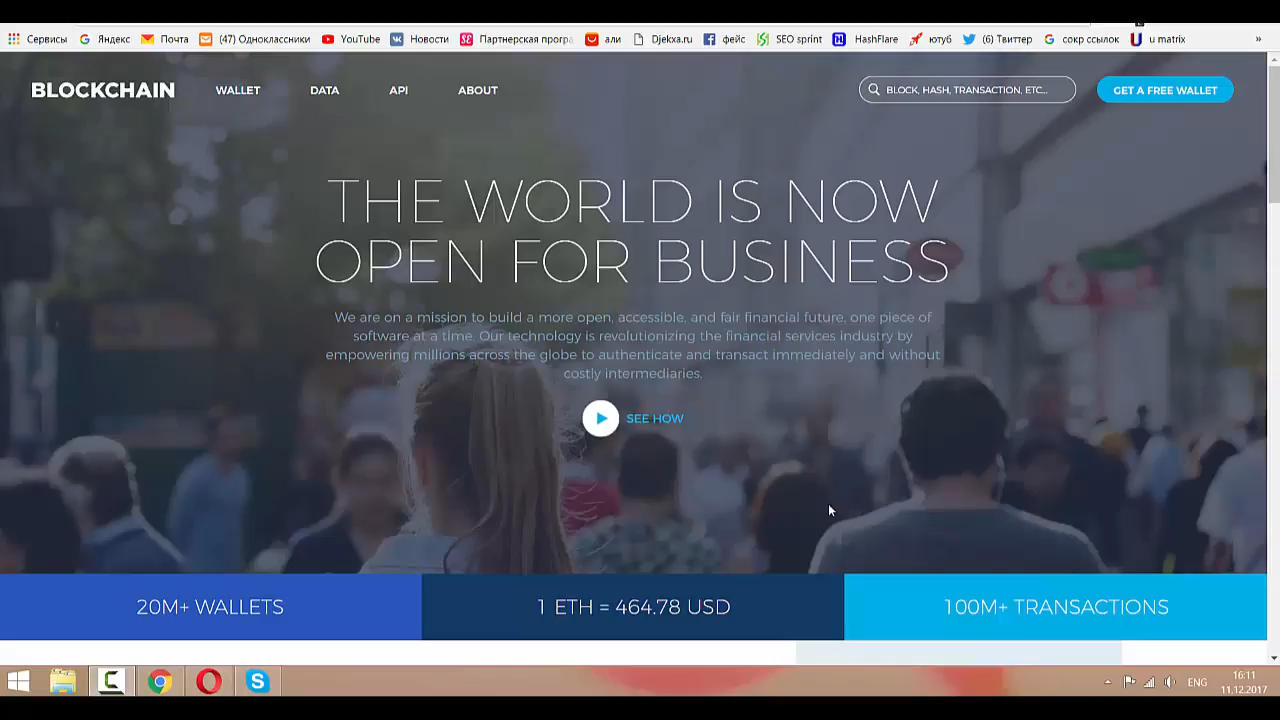 Сервисы
Яндекс
Почта
(47) Одноклассники
YouTube
Новости
Партнерская програ
али
Djekxa.ru
фейс
SEO sprint
HashFlare
ютуб
(6) Твиттер
сокр ссылок
u matrix
»
BLOCKCHAIN
WALLET
DATA
API
ABOUT
BLOCK, HASH, TRANSACTION, ETC...
GET A FREE WALLET
THE WORLD IS NOW
OPEN FOR BUSINESS
We are on a mission to build a more open, accessible, and fair financial future, one piece of
software at a time. Our technology is revolutionizing the financial services industry by
empowering millions across the globe to authenticate and transact immediately and without
costly intermediaries.
SEE HOW
20M+ WALLETS
1 ETH = 464.78 USD
100M+ TRANSACTIONS
ENG
16:11
11.12.2017